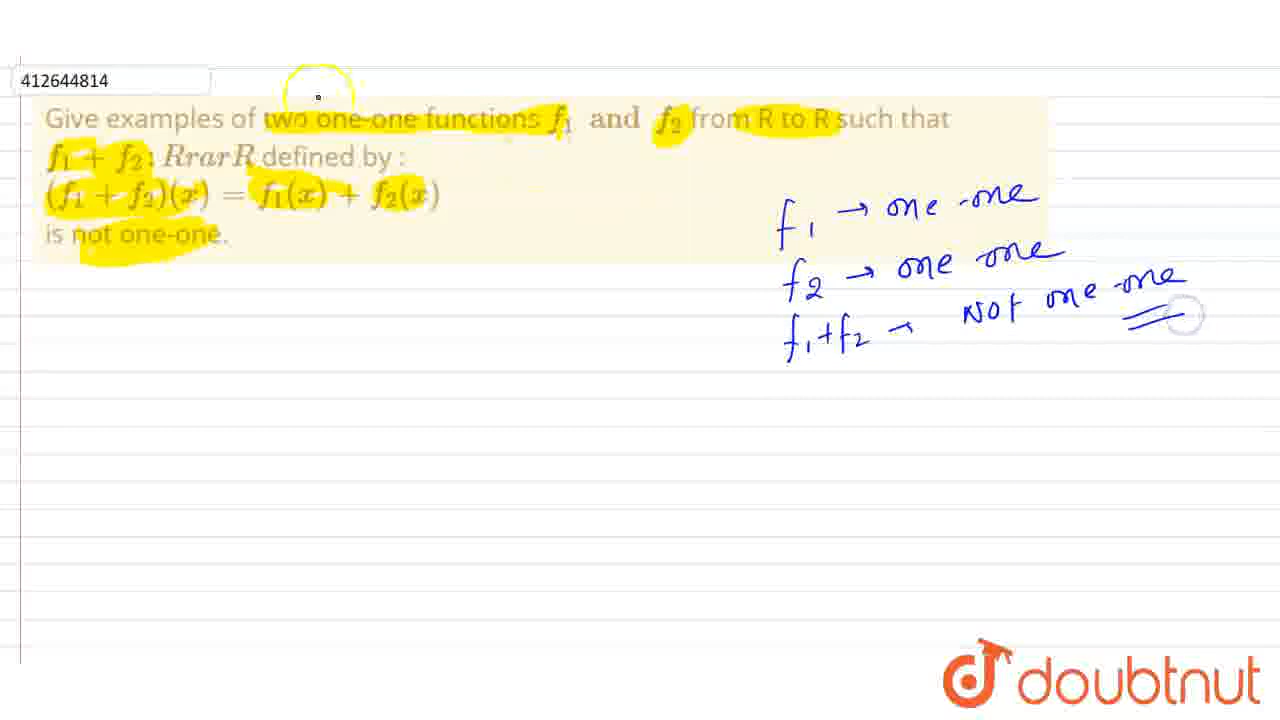 412644814
Give examples of two one-one functions f₁ and f₂ from R to R such that
f₁ + f₂ : RrarR defined by :
(f₁ + f₂)(x) = f₁(x) + f₂(x)
is not one-one.
f₁ → one -one
f₂ → one one
f₁+f₂ → Not one -one
doubtnut